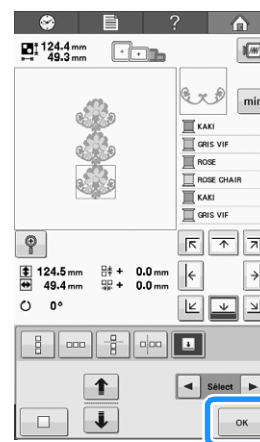 ?
124.4 mm
49.3 mm
min
KAKI
GRIS VIF
ROSE
ROSE CHAIR
KAKI
GRIS VIF
124.5 mm + 0.0 mm
49.4 mm + 0.0 mm
0°
Sélect
OK